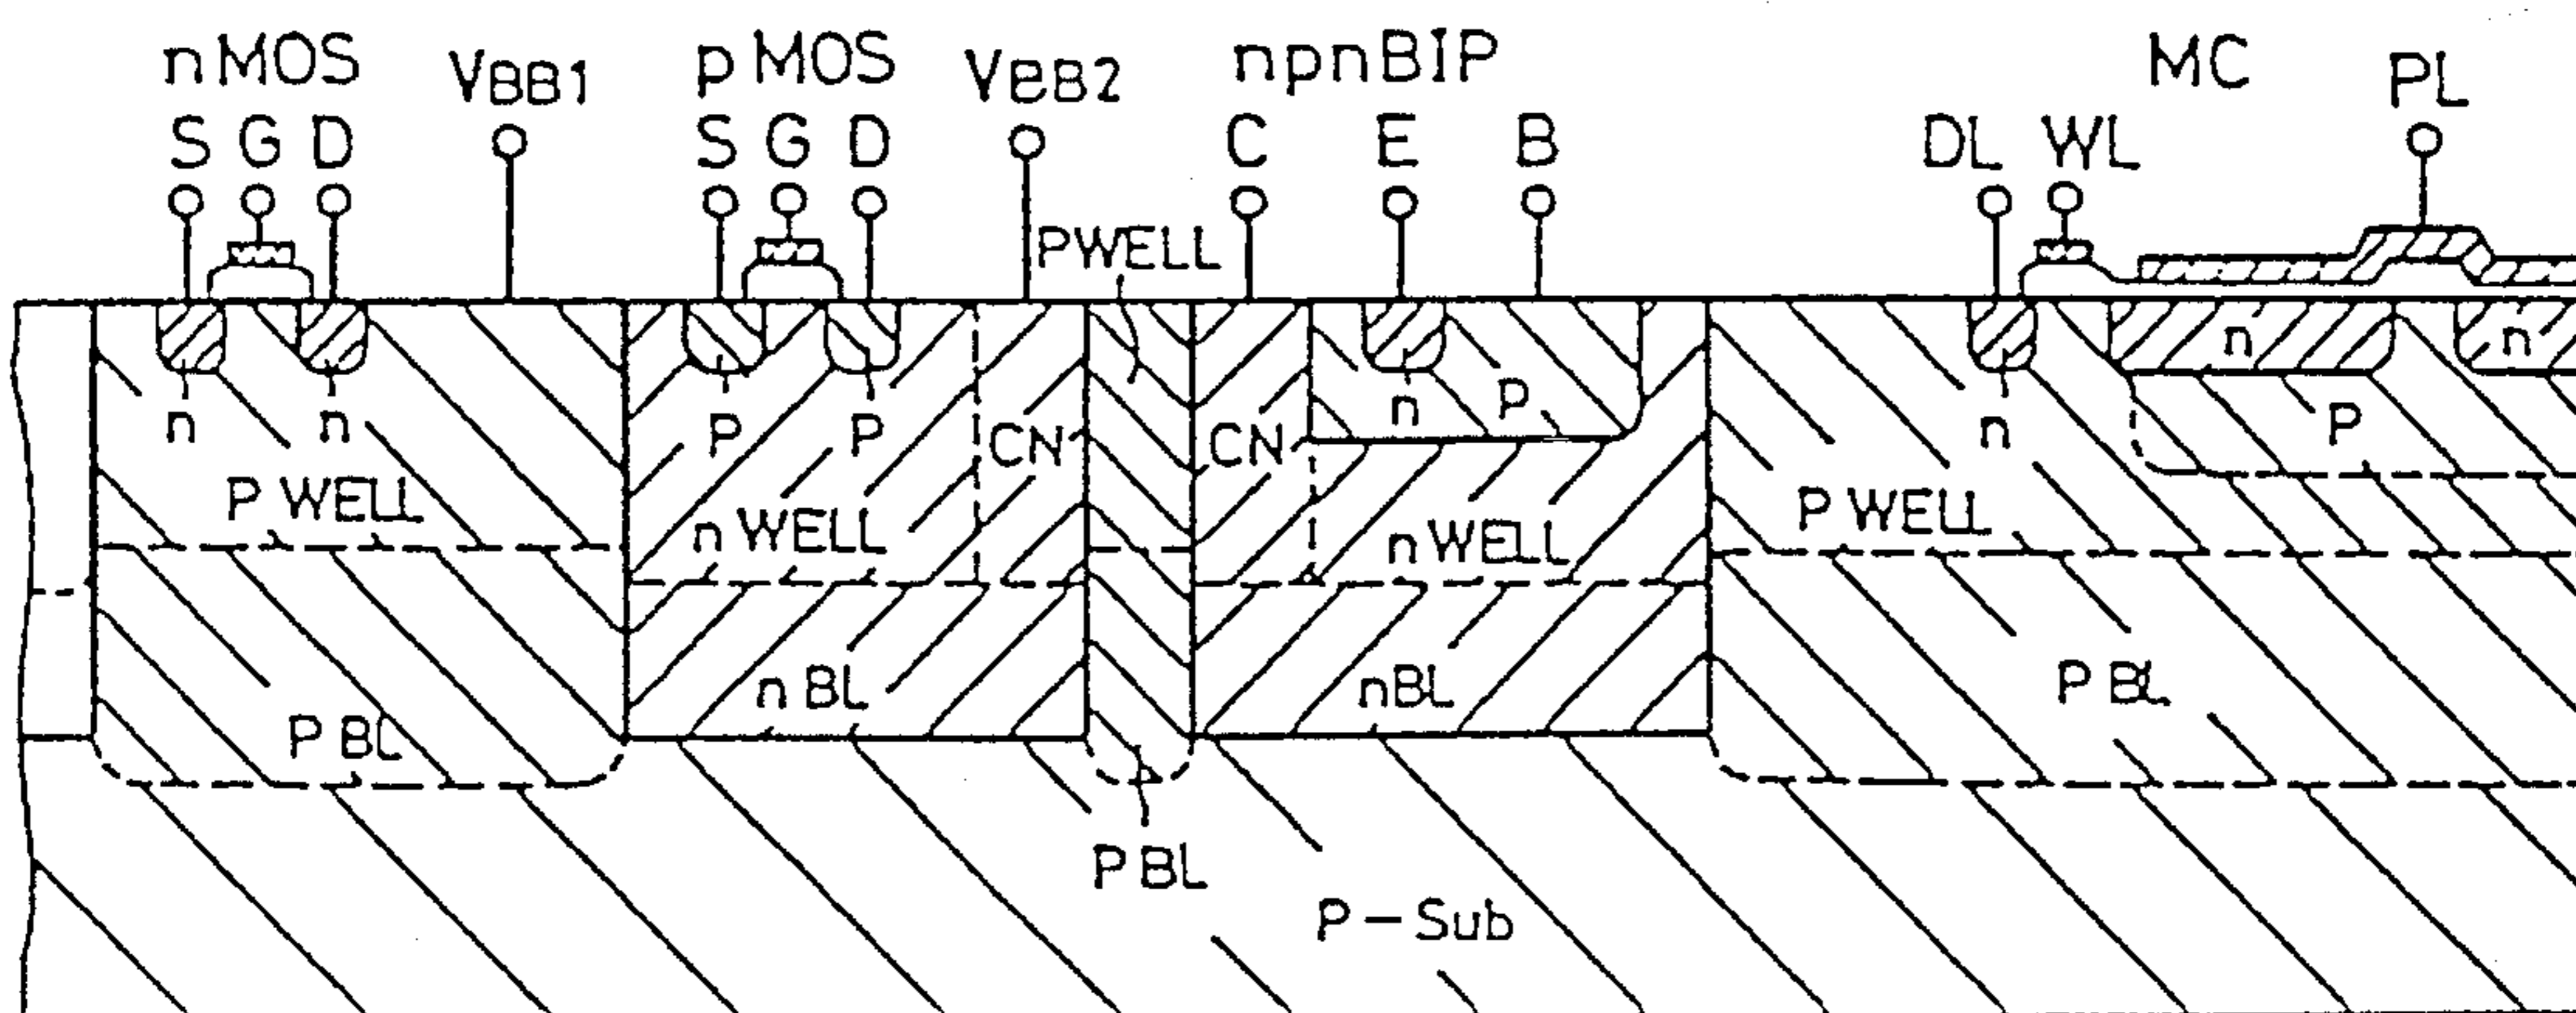 nMOS VBB1 pMOS VBB2 npnBIP MC PL
S G D S G D C E B DL WL
PWELL
n n P P CN CN n P n n n P
P WELL n WELL n WELL P WELL
P BL n BL nBL P BL
P BL
P-Sub